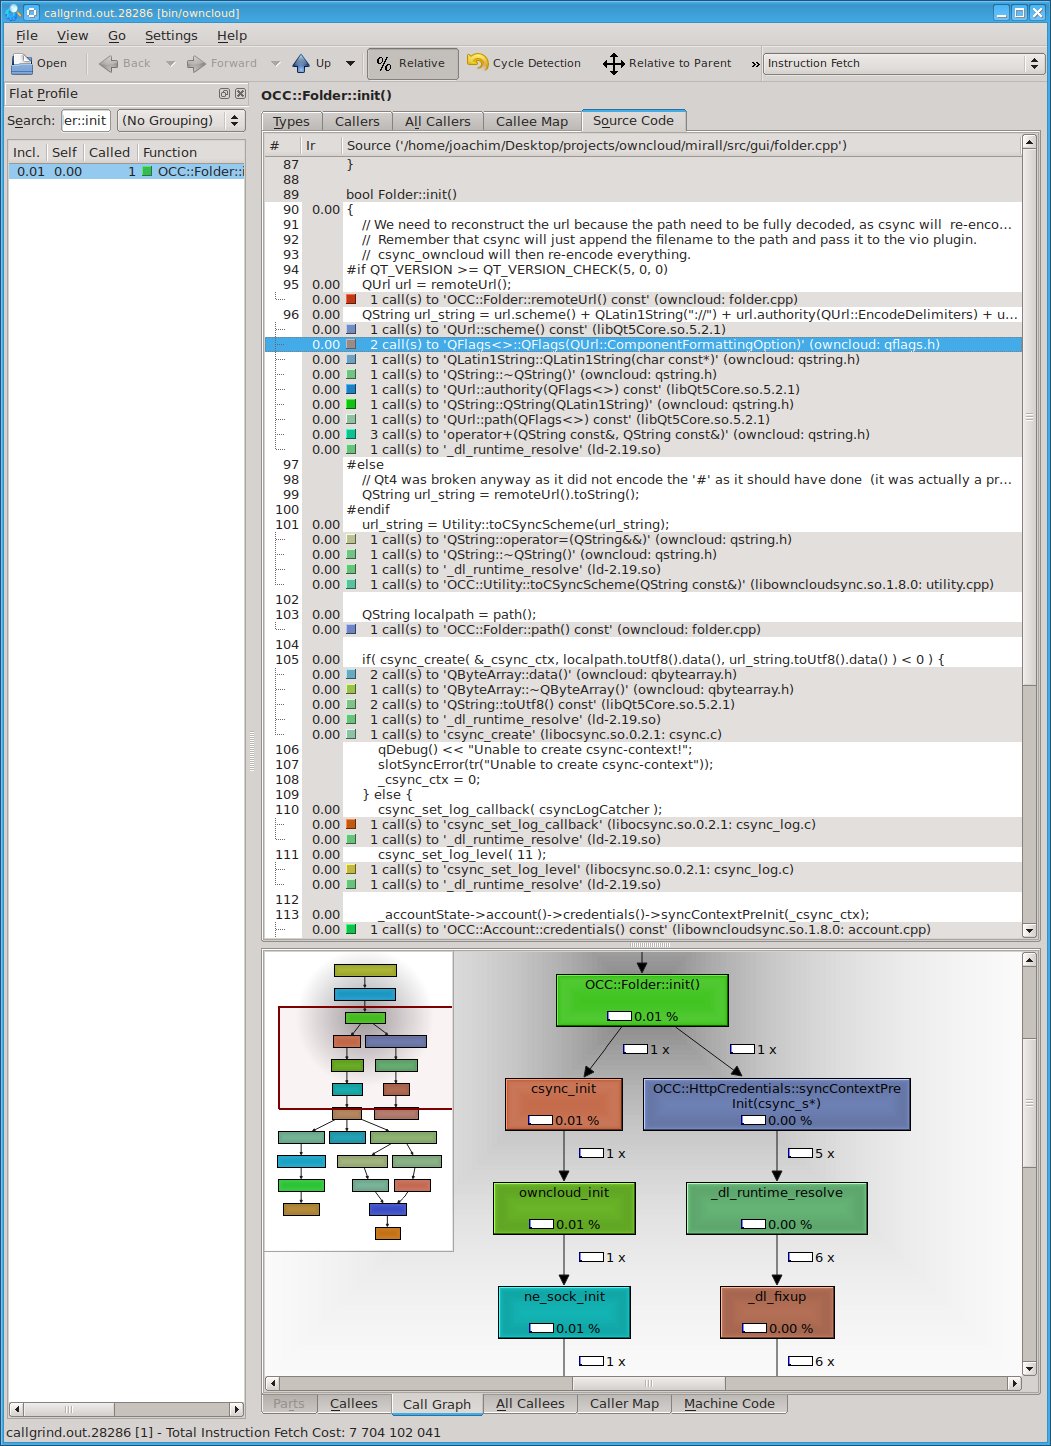 callgrind.out.28286 [bin/owncloud]
File View Go Settings Help
Open Back Forward Up % Relative Cycle Detection Relative to Parent » Instruction Fetch
Flat Profile
Search: er::init (No Grouping)
Incl. Self Called Function
0.01 0.00 1 OCC::Folder::i
OCC::Folder::init()
Types Callers All Callers Callee Map Source Code
# Ir Source ('/home/joachim/Desktop/projects/owncloud/mirall/src/gui/folder.cpp')
87 }
88
89 bool Folder::init()
90 0.00 {
91 // We need to reconstruct the url because the path need to be fully decoded, as csync will  re-enco...
92 //  Remember that csync will just append the filename to the path and pass it to the vio plugin.
93 //  csync_owncloud will then re-encode everything.
94 #if QT_VERSION >= QT_VERSION_CHECK(5, 0, 0)
95 0.00 QUrl url = remoteUrl();
0.00 1 call(s) to 'OCC::Folder::remoteUrl() const' (owncloud: folder.cpp)
96 0.00 QString url_string = url.scheme() + QLatin1String("://") + url.authority(QUrl::EncodeDelimiters) + u...
0.00 1 call(s) to 'QUrl::scheme() const' (libQt5Core.so.5.2.1)
0.00 2 call(s) to 'QFlags<>::QFlags(QUrl::ComponentFormattingOption)' (owncloud: qflags.h)
0.00 1 call(s) to 'QLatin1String::QLatin1String(char const*)' (owncloud: qstring.h)
0.00 1 call(s) to 'QString::~QString()' (owncloud: qstring.h)
0.00 1 call(s) to 'QUrl::authority(QFlags<>) const' (libQt5Core.so.5.2.1)
0.00 1 call(s) to 'QString::QString(QLatin1String)' (owncloud: qstring.h)
0.00 1 call(s) to 'QUrl::path(QFlags<>) const' (libQt5Core.so.5.2.1)
0.00 3 call(s) to 'operator+(QString const&, QString const&)' (owncloud: qstring.h)
0.00 1 call(s) to '_dl_runtime_resolve' (ld-2.19.so)
97 #else
98 // Qt4 was broken anyway as it did not encode the '#' as it should have done  (it was actually a pr...
99 QString url_string = remoteUrl().toString();
100 #endif
101 0.00 url_string = Utility::toCSyncScheme(url_string);
0.00 1 call(s) to 'QString::operator=(QString&&)' (owncloud: qstring.h)
0.00 1 call(s) to 'QString::~QString()' (owncloud: qstring.h)
0.00 1 call(s) to '_dl_runtime_resolve' (ld-2.19.so)
0.00 1 call(s) to 'OCC::Utility::toCSyncScheme(QString const&)' (libowncloudsync.so.1.8.0: utility.cpp)
102
103 0.00 QString localpath = path();
0.00 1 call(s) to 'OCC::Folder::path() const' (owncloud: folder.cpp)
104
105 0.00 if( csync_create( &_csync_ctx, localpath.toUtf8().data(), url_string.toUtf8().data() ) < 0 ) {
0.00 2 call(s) to 'QByteArray::data()' (owncloud: qbytearray.h)
0.00 1 call(s) to 'QByteArray::~QByteArray()' (owncloud: qbytearray.h)
0.00 2 call(s) to 'QString::toUtf8() const' (libQt5Core.so.5.2.1)
0.00 1 call(s) to '_dl_runtime_resolve' (ld-2.19.so)
0.00 1 call(s) to 'csync_create' (libocsync.so.0.2.1: csync.c)
106 qDebug() << "Unable to create csync-context!";
107 slotSyncError(tr("Unable to create csync-context"));
108 _csync_ctx = 0;
109 } else {
110 0.00 csync_set_log_callback( csyncLogCatcher );
0.00 1 call(s) to 'csync_set_log_callback' (libocsync.so.0.2.1: csync_log.c)
0.00 1 call(s) to '_dl_runtime_resolve' (ld-2.19.so)
111 0.00 csync_set_log_level( 11 );
0.00 1 call(s) to 'csync_set_log_level' (libocsync.so.0.2.1: csync_log.c)
0.00 1 call(s) to '_dl_runtime_resolve' (ld-2.19.so)
112
113 0.00 _accountState->account()->credentials()->syncContextPreInit(_csync_ctx);
0.00 1 call(s) to 'OCC::Account::credentials() const' (libowncloudsync.so.1.8.0: account.cpp)
OCC::Folder::init()
0.01 %
1 x 1 x
csync_init
0.01 %
OCC::HttpCredentials::syncContextPre
Init(csync_s*)
0.00 %
1 x 5 x
owncloud_init
0.01 %
_dl_runtime_resolve
0.00 %
1 x 6 x
ne_sock_init
0.01 %
_dl_fixup
0.00 %
1 x 6 x
Parts Callees Call Graph All Callees Caller Map Machine Code
callgrind.out.28286 [1] - Total Instruction Fetch Cost: 7 704 102 041